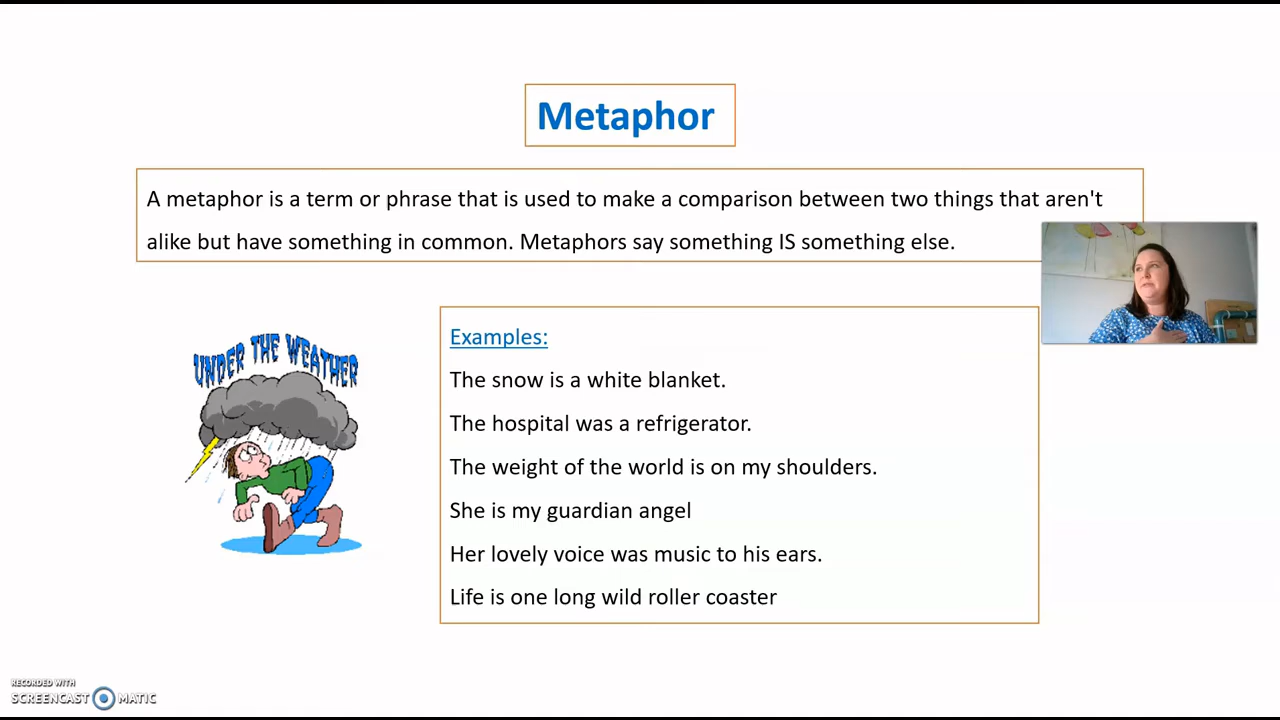 Metaphor
A metaphor is a term or phrase that is used to make a comparison between two things that aren't
alike but have something in common. Metaphors say something IS something else.
UNDER THE WEATHER
Examples:
The snow is a white blanket.
The hospital was a refrigerator.
The weight of the world is on my shoulders.
She is my guardian angel
Her lovely voice was music to his ears.
Life is one long wild roller coaster
RECORDED WITH
SCREENCAST MATIC